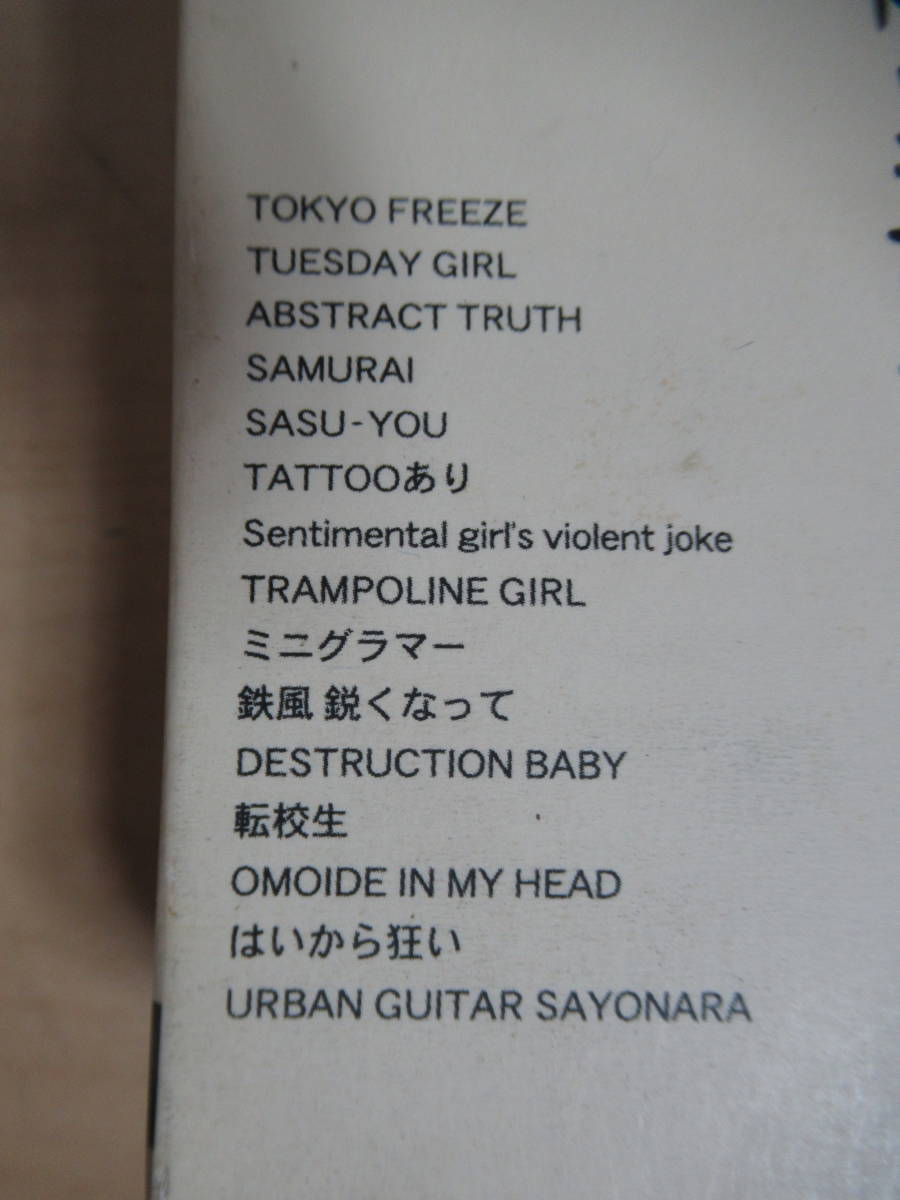 TOKYO FREEZE
TUESDAY GIRL
ABSTRACT TRUTH
SAMURAI
SASU-YOU
TATTOOあり
Sentimental girl's violent joke
TRAMPOLINE GIRL
ミニグラマー
鉄風 鋭くなって
DESTRUCTION BABY
転校生
OMOIDE IN MY HEAD
はいから狂い
URBAN GUITAR SAYONARA